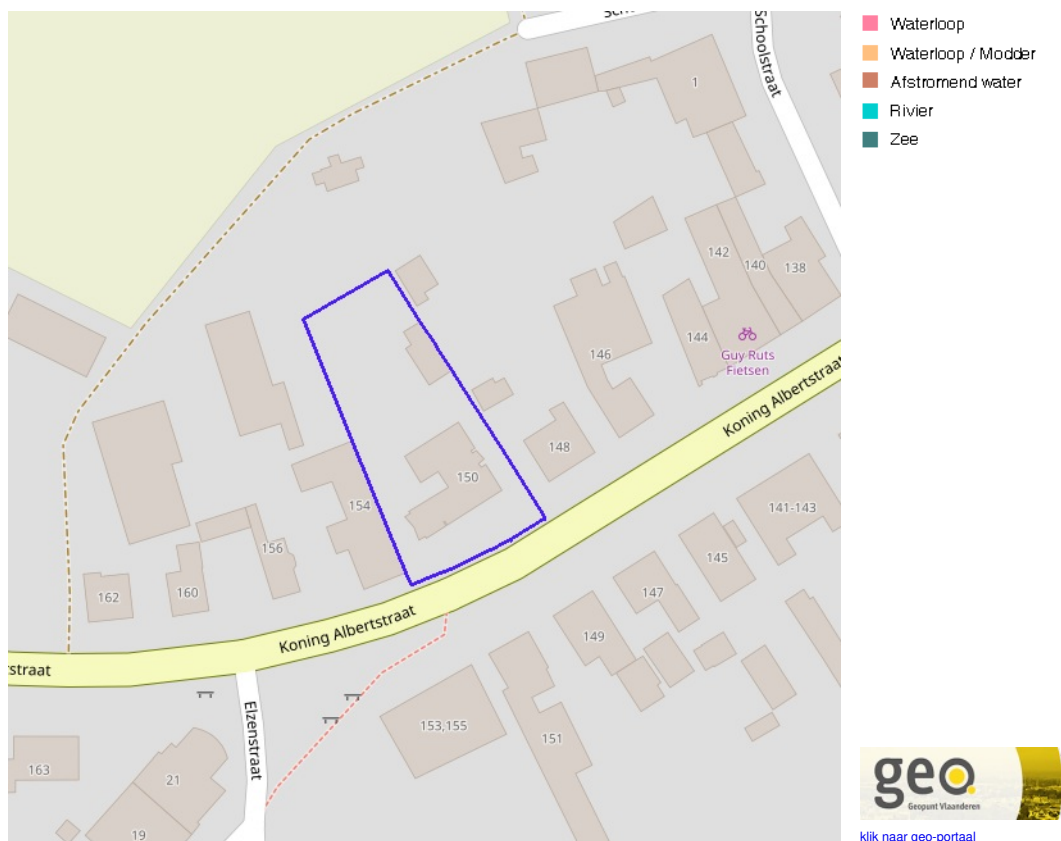 Waterloop
Waterloop / Modder
Afstromend water
Rivier
Zee
Schoolstraat
1
142
140
138
144
146
Guy Ruts
Fietsen
Koning Albertstraat
148
150
154
156
160
162
141-143
145
147
149
151
153,155
Koning Albertstraat
straat
Elzenstraat
163
21
19
geo
Geopunt Vlaanderen
klik naar geo-portaal